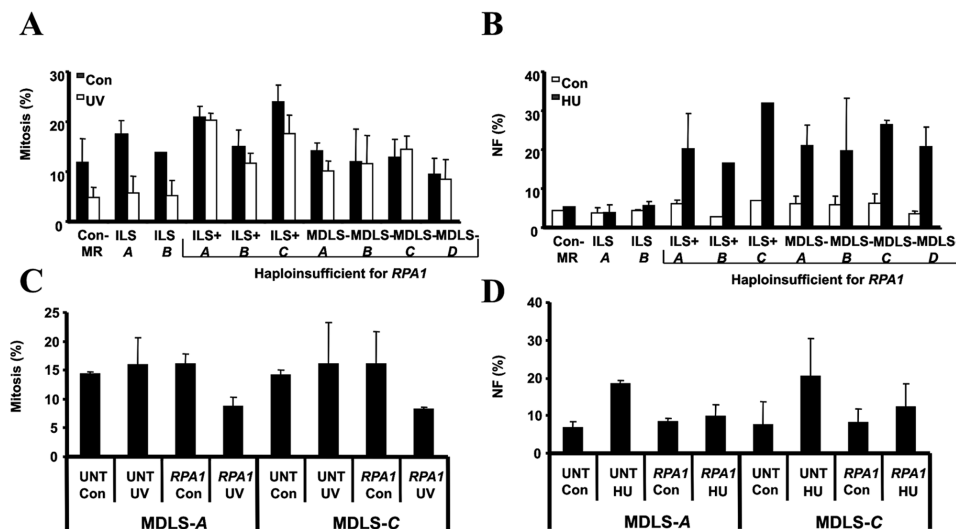 A
Mitosis (%)
30
20
10
0
Con
UV
Con-MR
ILS A
ILS B
ILS+ A
ILS+ B
ILS+ C
MDLS- A
MDLS- B
MDLS- C
MDLS- D
Haploinsufficient for RPA1
B
NF (%)
40
30
20
10
0
Con
HU
Con-MR
ILS A
ILS B
ILS+ A
ILS+ B
ILS+ C
MDLS- A
MDLS- B
MDLS- C
MDLS- D
Haploinsufficient for RPA1
C
Mitosis (%)
25
20
15
10
5
0
UNT Con
UNT UV
RPA1 Con
RPA1 UV
UNT Con
UNT UV
RPA1 Con
RPA1 UV
MDLS-A
MDLS-C
D
NF (%)
40
30
20
10
0
UNT Con
UNT HU
RPA1 Con
RPA1 HU
UNT Con
UNT HU
RPA1 Con
RPA1 HU
MDLS-A
MDLS-C